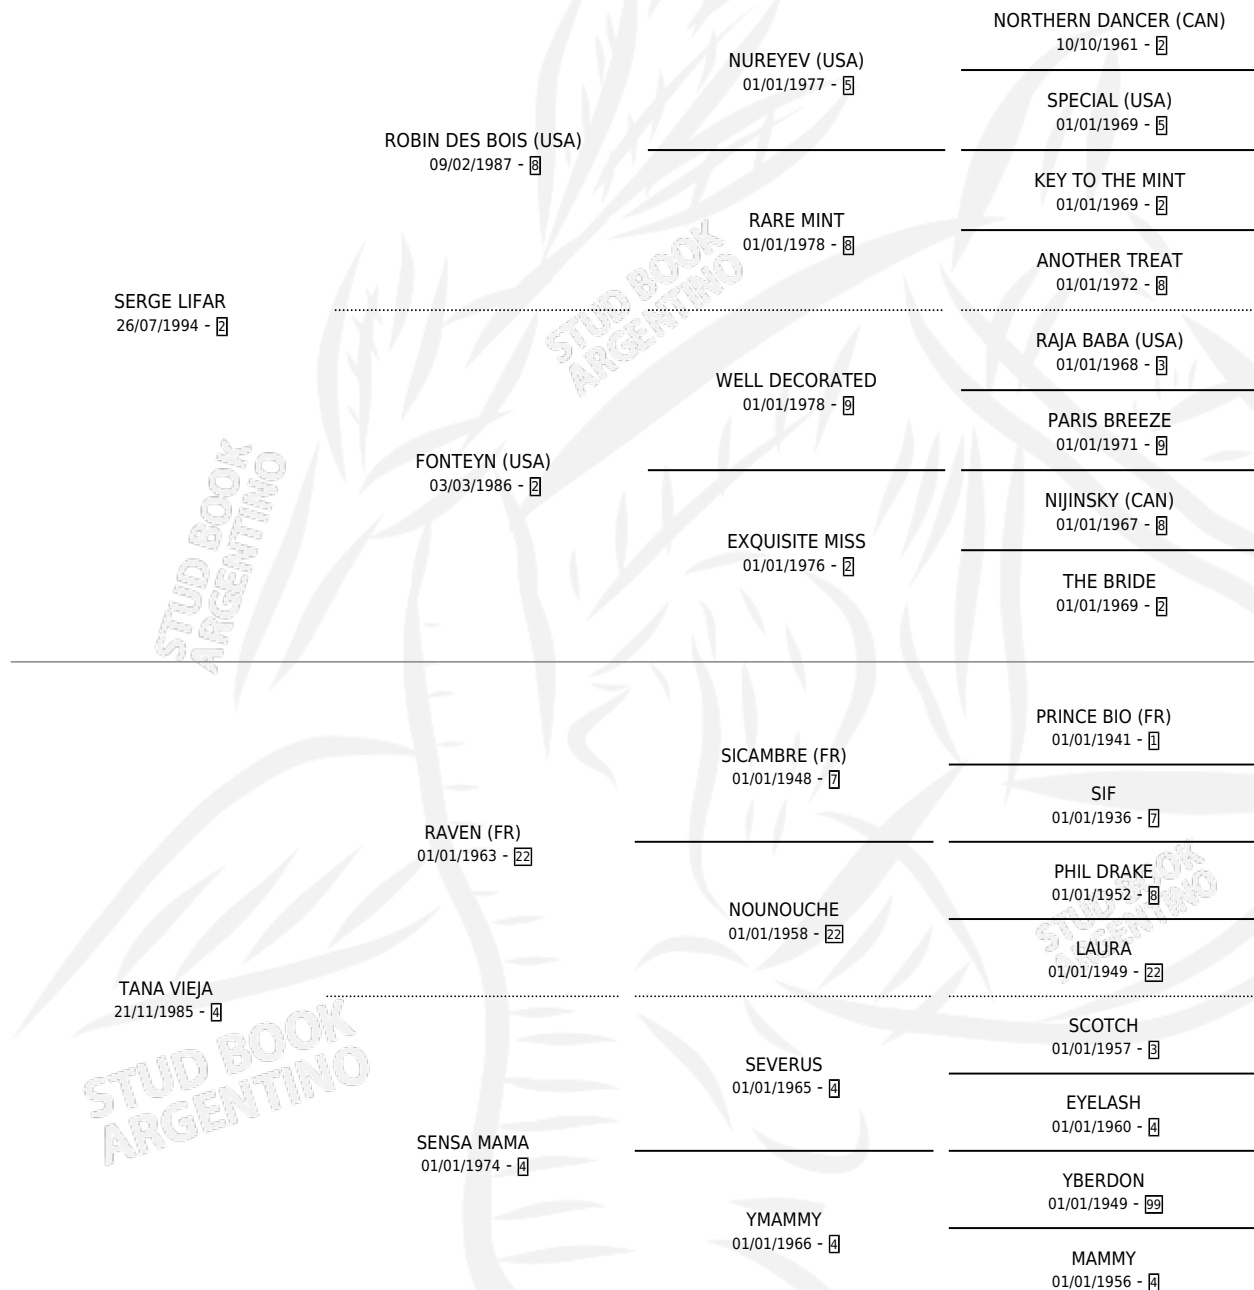 NORTHERN DANCER (CAN)
10/10/1961 - 2
NUREYEV (USA)
01/01/1977 - 5
SPECIAL (USA)
01/01/1969 - 5
ROBIN DES BOIS (USA)
09/02/1987 - 8
KEY TO THE MINT
01/01/1969 - 2
RARE MINT
01/01/1978 - 8
ANOTHER TREAT
01/01/1972 - 8
SERGE LIFAR
26/07/1994 - 2
RAJA BABA (USA)
01/01/1968 - 3
WELL DECORATED
01/01/1978 - 9
PARIS BREEZE
01/01/1971 - 9
FONTEYN (USA)
03/03/1986 - 2
NIJINSKY (CAN)
01/01/1967 - 8
EXQUISITE MISS
01/01/1976 - 2
THE BRIDE
01/01/1969 - 2
PRINCE BIO (FR)
01/01/1941 - 1
SICAMBRE (FR)
01/01/1948 - 7
SIF
01/01/1936 - 7
RAVEN (FR)
01/01/1963 - 22
PHIL DRAKE
01/01/1952 - 8
NOUNOUCHE
01/01/1958 - 22
LAURA
01/01/1949 - 22
TANA VIEJA
21/11/1985 - 4
SCOTCH
01/01/1957 - 3
SEVERUS
01/01/1965 - 4
EYELASH
01/01/1960 - 4
SENSA MAMA
01/01/1974 - 4
YBERDON
01/01/1949 - 99
YMAMMY
01/01/1966 - 4
MAMMY
01/01/1956 - 4
STUD BOOK
ARGENTINO
STUD BOOK
ARGENTINO
STUD BOOK
ARGENTINO
STUD BOOK
ARGENTINO